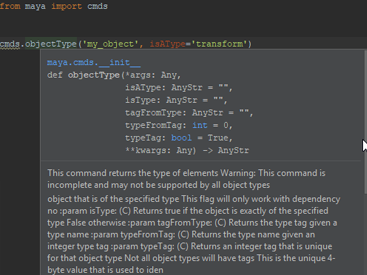 from maya import cmds
cmds.objectType('my_object', isAType='transform')
maya.cmds.__init__
def objectType(*args: Any,
isAType: AnyStr = "",
isType: AnyStr = "",
tagFromType: AnyStr = "",
typeFromTag: int = 0,
typeTag: bool = True,
**kwargs: Any) -> AnyStr
This command returns the type of elements Warning: This command is
incomplete and may not be supported by all object types
object that is of the specified type This flag will only work with dependency
no :param isType: (C) Returns true if the object is exactly of the specified
type False otherwise :param tagFromType: (C) Returns the type tag given a
type name :param typeFromTag: (C) Returns the type name given an
integer type tag :param typeTag: (C) Returns an integer tag that is unique
for that object type Not all object types will have tags This is the unique 4-
byte value that is used to iden